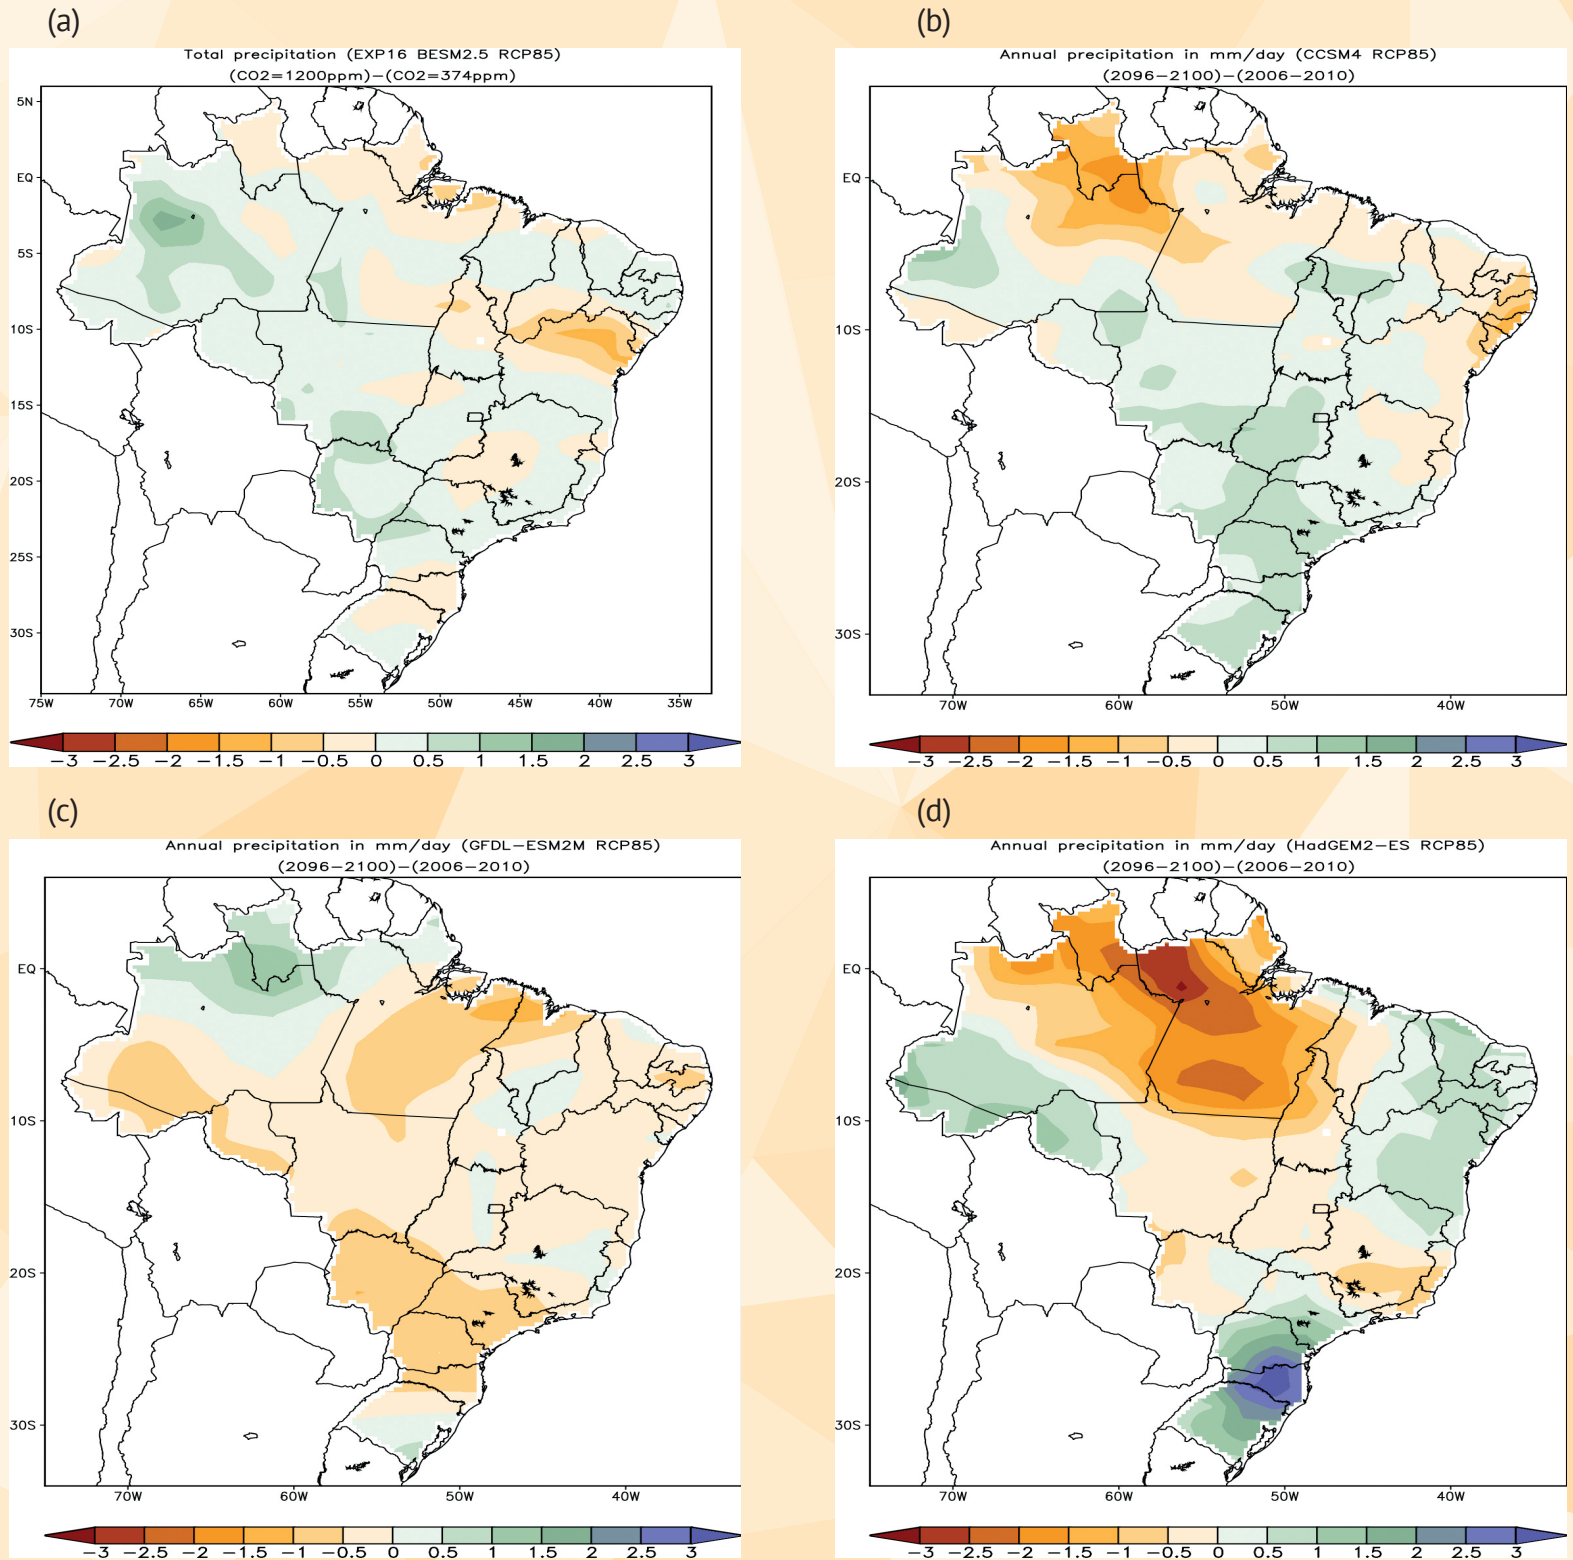 (a)
Total precipitation (EXP16 BESM2.5 RCP85)
(CO2=1200ppm)−(CO2=374ppm)
5N
EQ
5S
10S
15S
20S
25S
30S
75W 70W 65W 60W 55W 50W 45W 40W 35W
−3 −2.5 −2 −1.5 −1 −0.5 0 0.5 1 1.5 2 2.5 3
(b)
Annual precipitation in mm/day (CCSM4 RCP85)
(2096−2100)−(2006−2010)
EQ
10S
20S
30S
70W 60W 50W 40W
−3 −2.5 −2 −1.5 −1 −0.5 0 0.5 1 1.5 2 2.5 3
(c)
Annual precipitation in mm/day (GFDL−ESM2M RCP85)
(2096−2100)−(2006−2010)
EQ
10S
20S
30S
70W 60W 50W 40W
−3 −2.5 −2 −1.5 −1 −0.5 0 0.5 1 1.5 2 2.5 3
(d)
Annual precipitation in mm/day (HadGEM2−ES RCP85)
(2096−2100)−(2006−2010)
EQ
10S
20S
30S
70W 60W 50W 40W
−3 −2.5 −2 −1.5 −1 −0.5 0 0.5 1 1.5 2 2.5 3